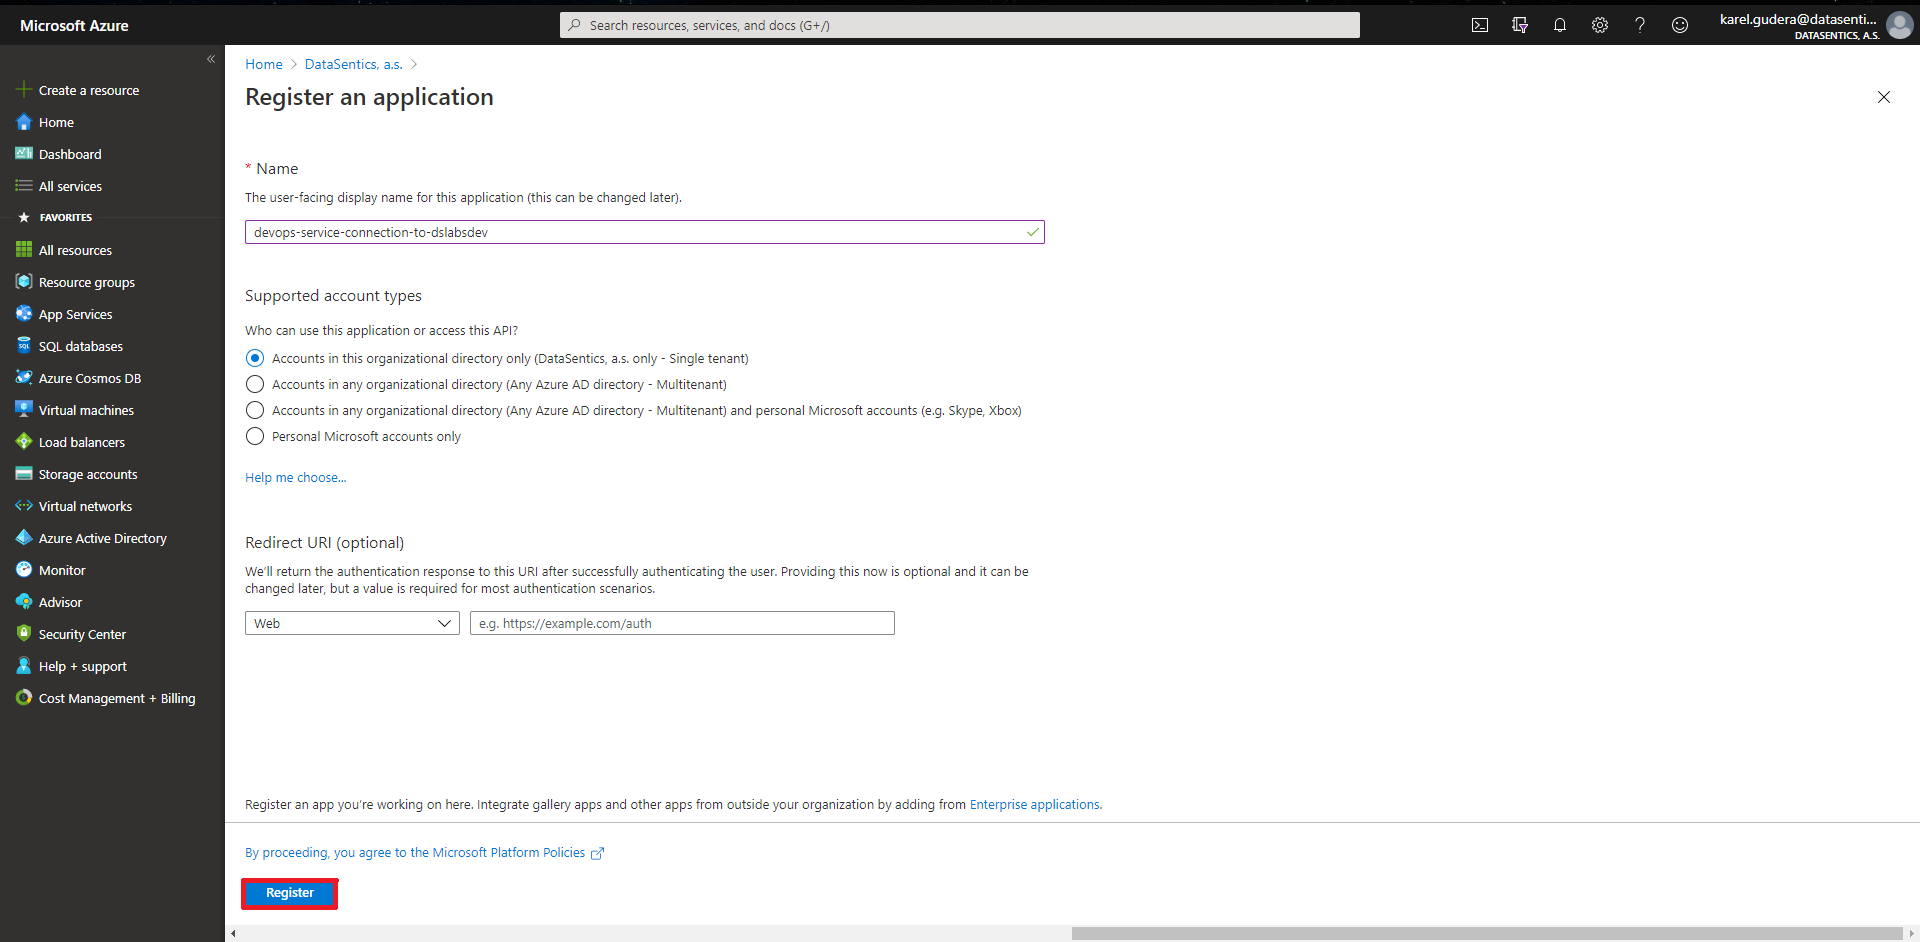 Microsoft Azure
Search resources, services, and docs (G+/)
karel.gudera@datasenti...
DATASENTICS, A.S.
Create a resource
Home
Dashboard
All services
FAVORITES
All resources
Resource groups
App Services
SQL databases
Azure Cosmos DB
Virtual machines
Load balancers
Storage accounts
Virtual networks
Azure Active Directory
Monitor
Advisor
Security Center
Help + support
Cost Management + Billing
Home > DataSentics, a.s. >
Register an application
* Name
The user-facing display name for this application (this can be changed later).
devops-service-connection-to-dslabsdev
Supported account types
Who can use this application or access this API?
Accounts in this organizational directory only (DataSentics, a.s. only - Single tenant)
Accounts in any organizational directory (Any Azure AD directory - Multitenant)
Accounts in any organizational directory (Any Azure AD directory - Multitenant) and personal Microsoft accounts (e.g. Skype, Xbox)
Personal Microsoft accounts only
Help me choose...
Redirect URI (optional)
We'll return the authentication response to this URI after successfully authenticating the user. Providing this now is optional and it can be
changed later, but a value is required for most authentication scenarios.
Web
e.g. https://example.com/auth
Register an app you're working on here. Integrate gallery apps and other apps from outside your organization by adding from Enterprise applications.
By proceeding, you agree to the Microsoft Platform Policies
Register